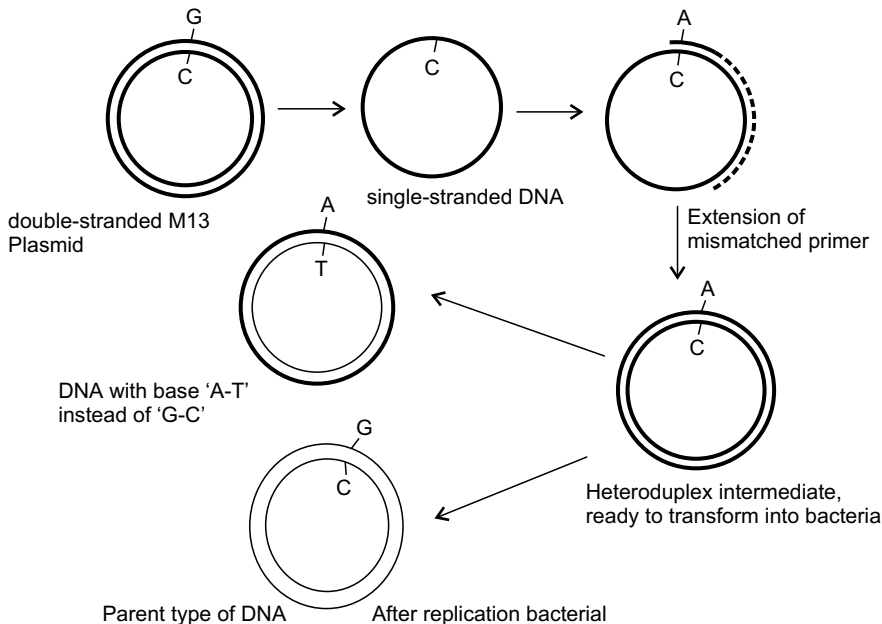 G
C
double-stranded M13
Plasmid
C
single-stranded DNA
A
C
Extension of
mismatched primer
A
C
Heteroduplex intermediate,
ready to transform into bacteria
A
T
DNA with base ‘A-T’
instead of ‘G-C’
G
C
Parent type of DNA
After replication bacterial